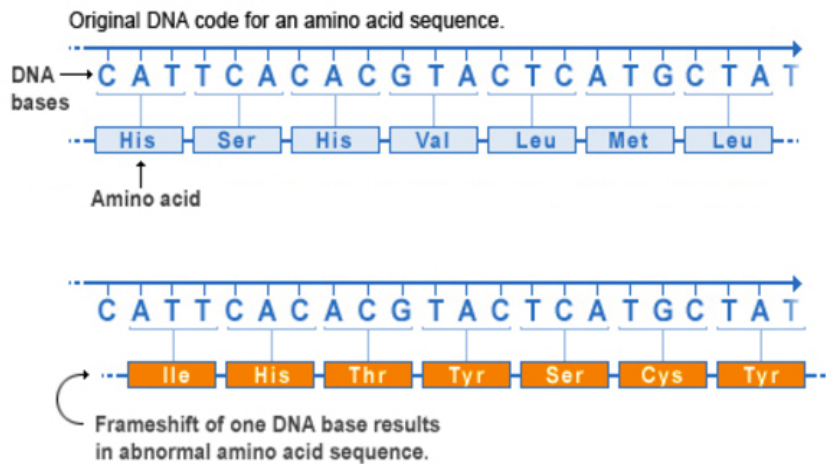 Original DNA code for an amino acid sequence.
DNA bases
C A T T C A C A C G T A C T C A T G C T A T
His Ser His Val Leu Met Leu
Amino acid
C A T T C A C A C G T A C T C A T G C T A T
Ile His Thr Tyr Ser Cys Tyr
Frameshift of one DNA base results
in abnormal amino acid sequence.